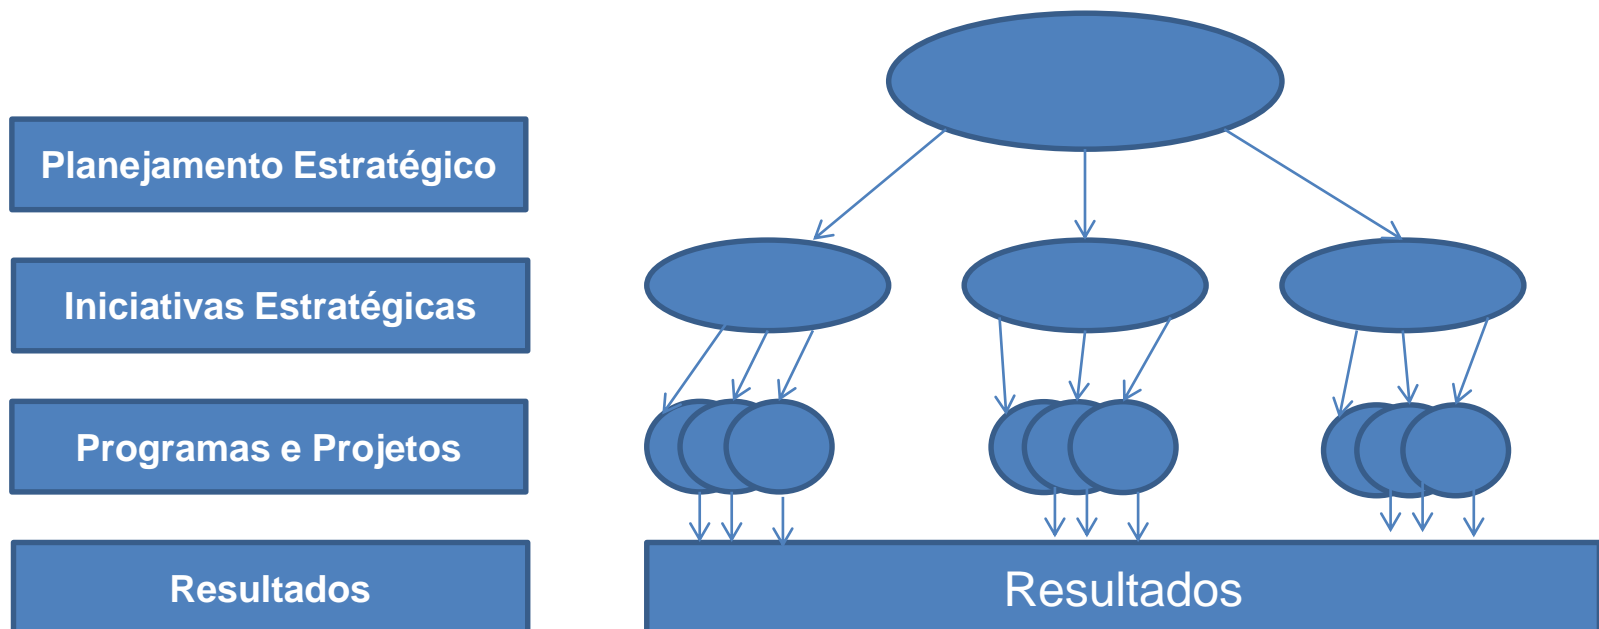 Planejamento Estratégico
Iniciativas Estratégicas
Programas e Projetos
Resultados
Resultados